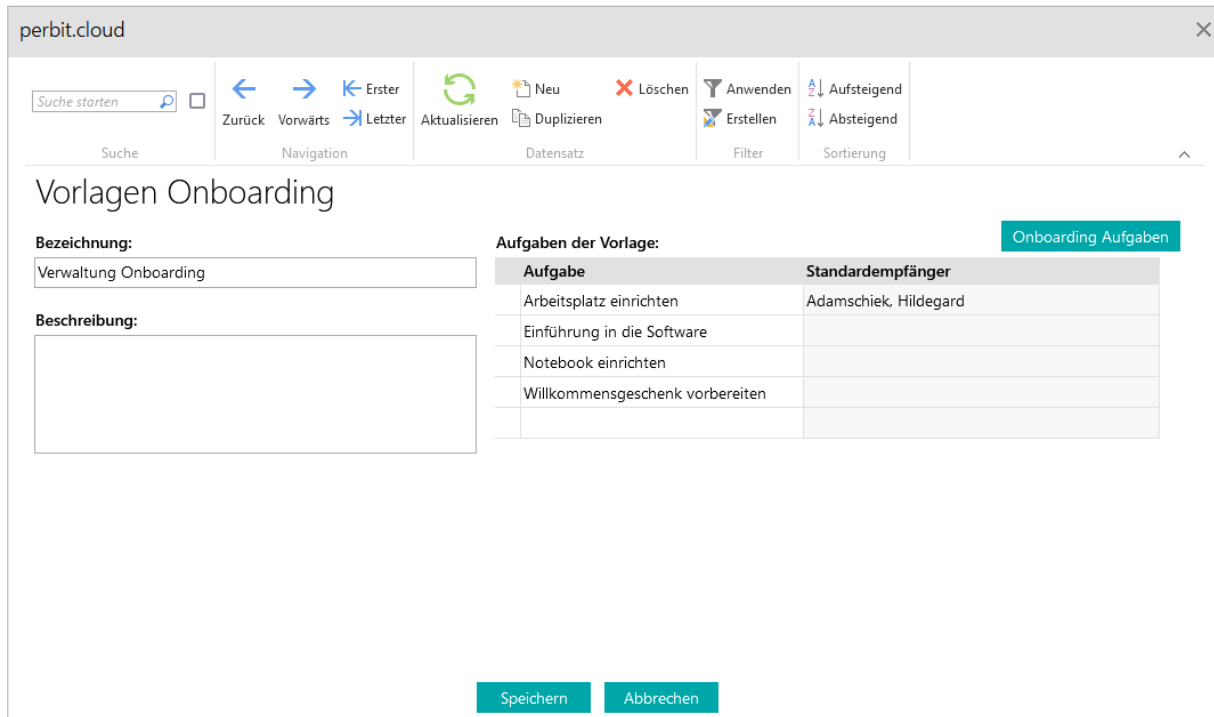 perbit.cloud
Suche starten
Zurück Vorwärts Erster Letzter
Aktualisieren Neu Duplizieren Löschen
Anwenden Erstellen
Aufsteigend Absteigend
Suche Navigation Datensatz Filter Sortierung
Vorlagen Onboarding
Onboarding Aufgaben
Bezeichnung:
Verwaltung Onboarding
Beschreibung:
Aufgaben der Vorlage:
Aufgabe Standardempfänger
Arbeitsplatz einrichten Adamschiek, Hildegard
Einführung in die Software
Notebook einrichten
Willkommensgeschenk vorbereiten
Speichern Abbrechen